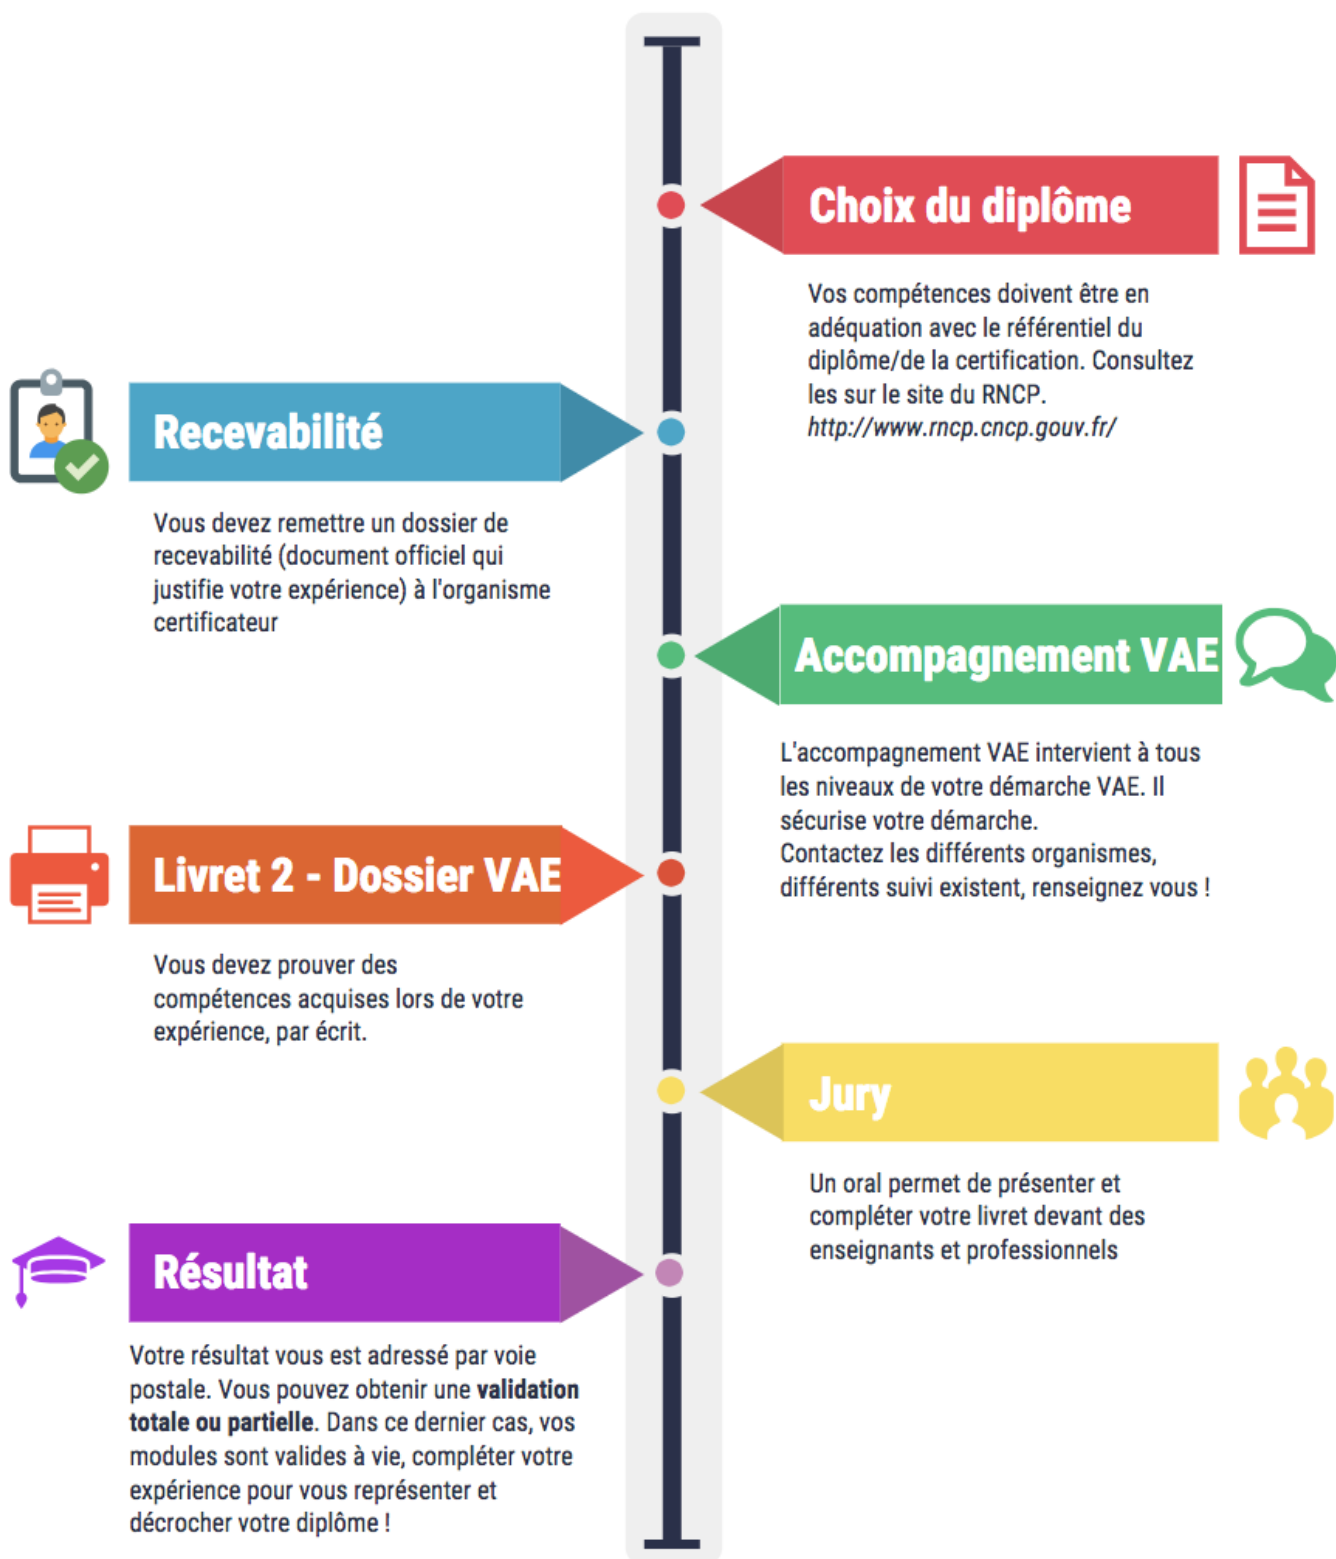 Choix du diplôme
Vos compétences doivent être en
adéquation avec le référentiel du
diplôme/de la certification. Consultez
les sur le site du RNCP.
http://www.rncp.cncp.gouv.fr/
Recevabilité
Vous devez remettre un dossier de
recevabilité (document officiel qui
justifie votre expérience) à l'organisme
certificateur
Accompagnement VAE
L'accompagnement VAE intervient à tous
les niveaux de votre démarche VAE. Il
sécurise votre démarche.
Contactez les différents organismes,
différents suivi existent, renseignez vous !
Livret 2 - Dossier VAE
Vous devez prouver des
compétences acquises lors de votre
expérience, par écrit.
Jury
Un oral permet de présenter et
compléter votre livret devant des
enseignants et professionnels
Résultat
Votre résultat vous est adressé par voie
postale. Vous pouvez obtenir une validation
totale ou partielle. Dans ce dernier cas, vos
modules sont valides à vie, compléter votre
expérience pour vous représenter et
décrocher votre diplôme !